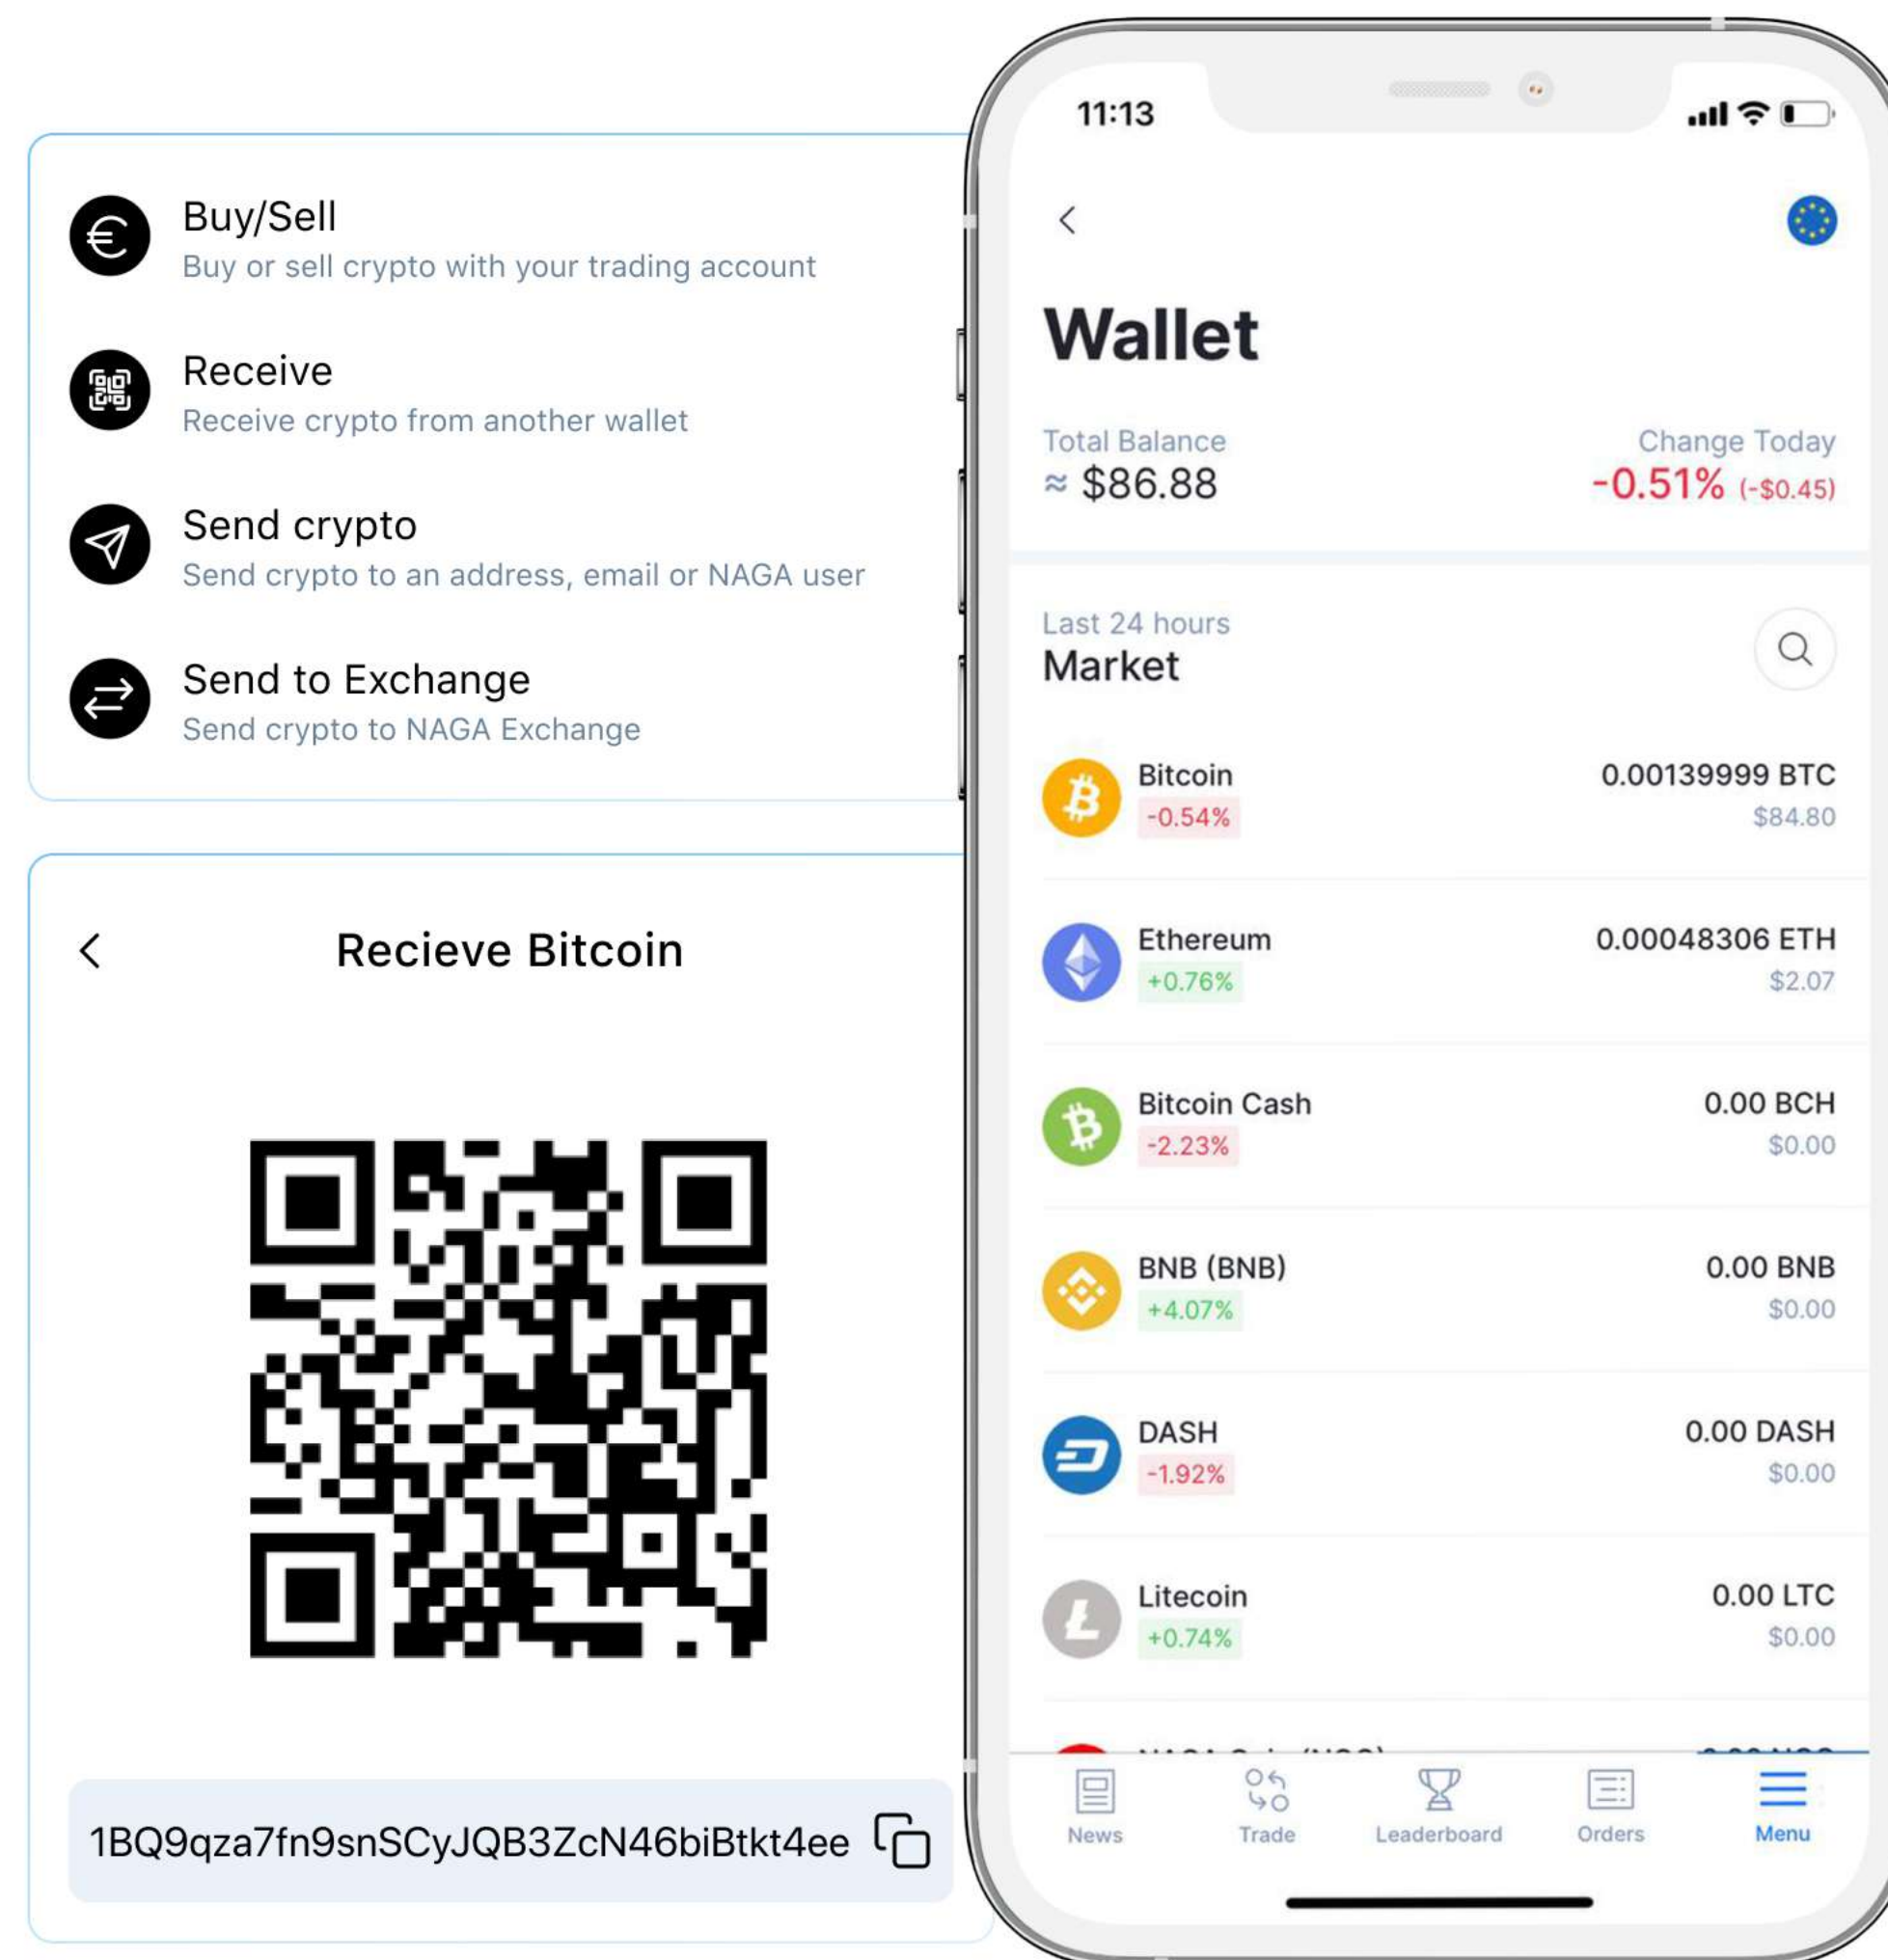 Buy/Sell
Buy or sell crypto with your trading account
Receive
Receive crypto from another wallet
Send crypto
Send crypto to an address, email or NAGA user
Send to Exchange
Send crypto to NAGA Exchange
Recieve Bitcoin
1BQ9qza7fn9snSCyJQB3ZcN46biBtkt4ee
11:13
Wallet
Total Balance
≈ $86.88
Change Today
-0.51% (-$0.45)
Last 24 hours
Market
Bitcoin 0.00139999 BTC
-0.54% $84.80
Ethereum 0.00048306 ETH
+0.76% $2.07
Bitcoin Cash 0.00 BCH
-2.23% $0.00
BNB (BNB) 0.00 BNB
+4.07% $0.00
DASH 0.00 DASH
-1.92% $0.00
Litecoin 0.00 LTC
+0.74% $0.00
News Trade Leaderboard Orders Menu